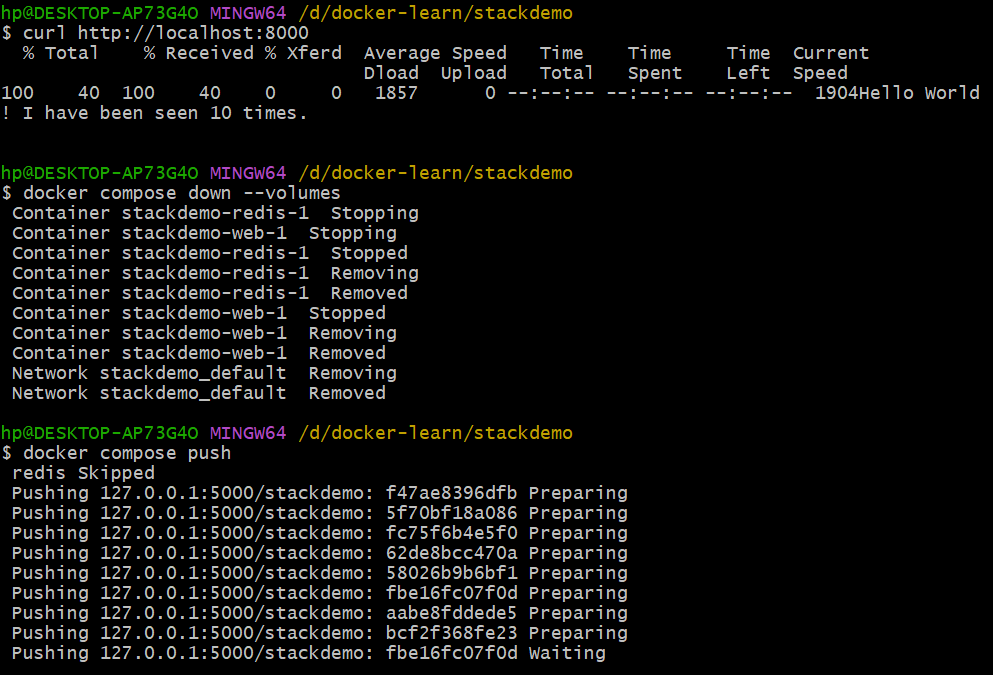 hp@DESKTOP-AP73G4O MINGW64 /d/docker-learn/stackdemo
$ curl http://localhost:8000
  % Total    % Received % Xferd  Average Speed   Time    Time     Time  Current
                                 Dload  Upload   Total   Spent    Left  Speed
100    40  100    40    0     0   1857      0 --:--:-- --:--:-- --:--:--  1904Hello World
! I have been seen 10 times.
hp@DESKTOP-AP73G4O MINGW64 /d/docker-learn/stackdemo
$ docker compose down --volumes
 Container stackdemo-redis-1  Stopping
 Container stackdemo-web-1  Stopping
 Container stackdemo-redis-1  Stopped
 Container stackdemo-redis-1  Removing
 Container stackdemo-redis-1  Removed
 Container stackdemo-web-1  Stopped
 Container stackdemo-web-1  Removing
 Container stackdemo-web-1  Removed
 Network stackdemo_default  Removing
 Network stackdemo_default  Removed
hp@DESKTOP-AP73G4O MINGW64 /d/docker-learn/stackdemo
$ docker compose push
 redis Skipped
 Pushing 127.0.0.1:5000/stackdemo: f47ae8396dfb Preparing
 Pushing 127.0.0.1:5000/stackdemo: 5f70bf18a086 Preparing
 Pushing 127.0.0.1:5000/stackdemo: fc75f6b4e5f0 Preparing
 Pushing 127.0.0.1:5000/stackdemo: 62de8bcc470a Preparing
 Pushing 127.0.0.1:5000/stackdemo: 58026b9b6bf1 Preparing
 Pushing 127.0.0.1:5000/stackdemo: fbe16fc07f0d Preparing
 Pushing 127.0.0.1:5000/stackdemo: aabe8fddede5 Preparing
 Pushing 127.0.0.1:5000/stackdemo: bcf2f368fe23 Preparing
 Pushing 127.0.0.1:5000/stackdemo: fbe16fc07f0d Waiting